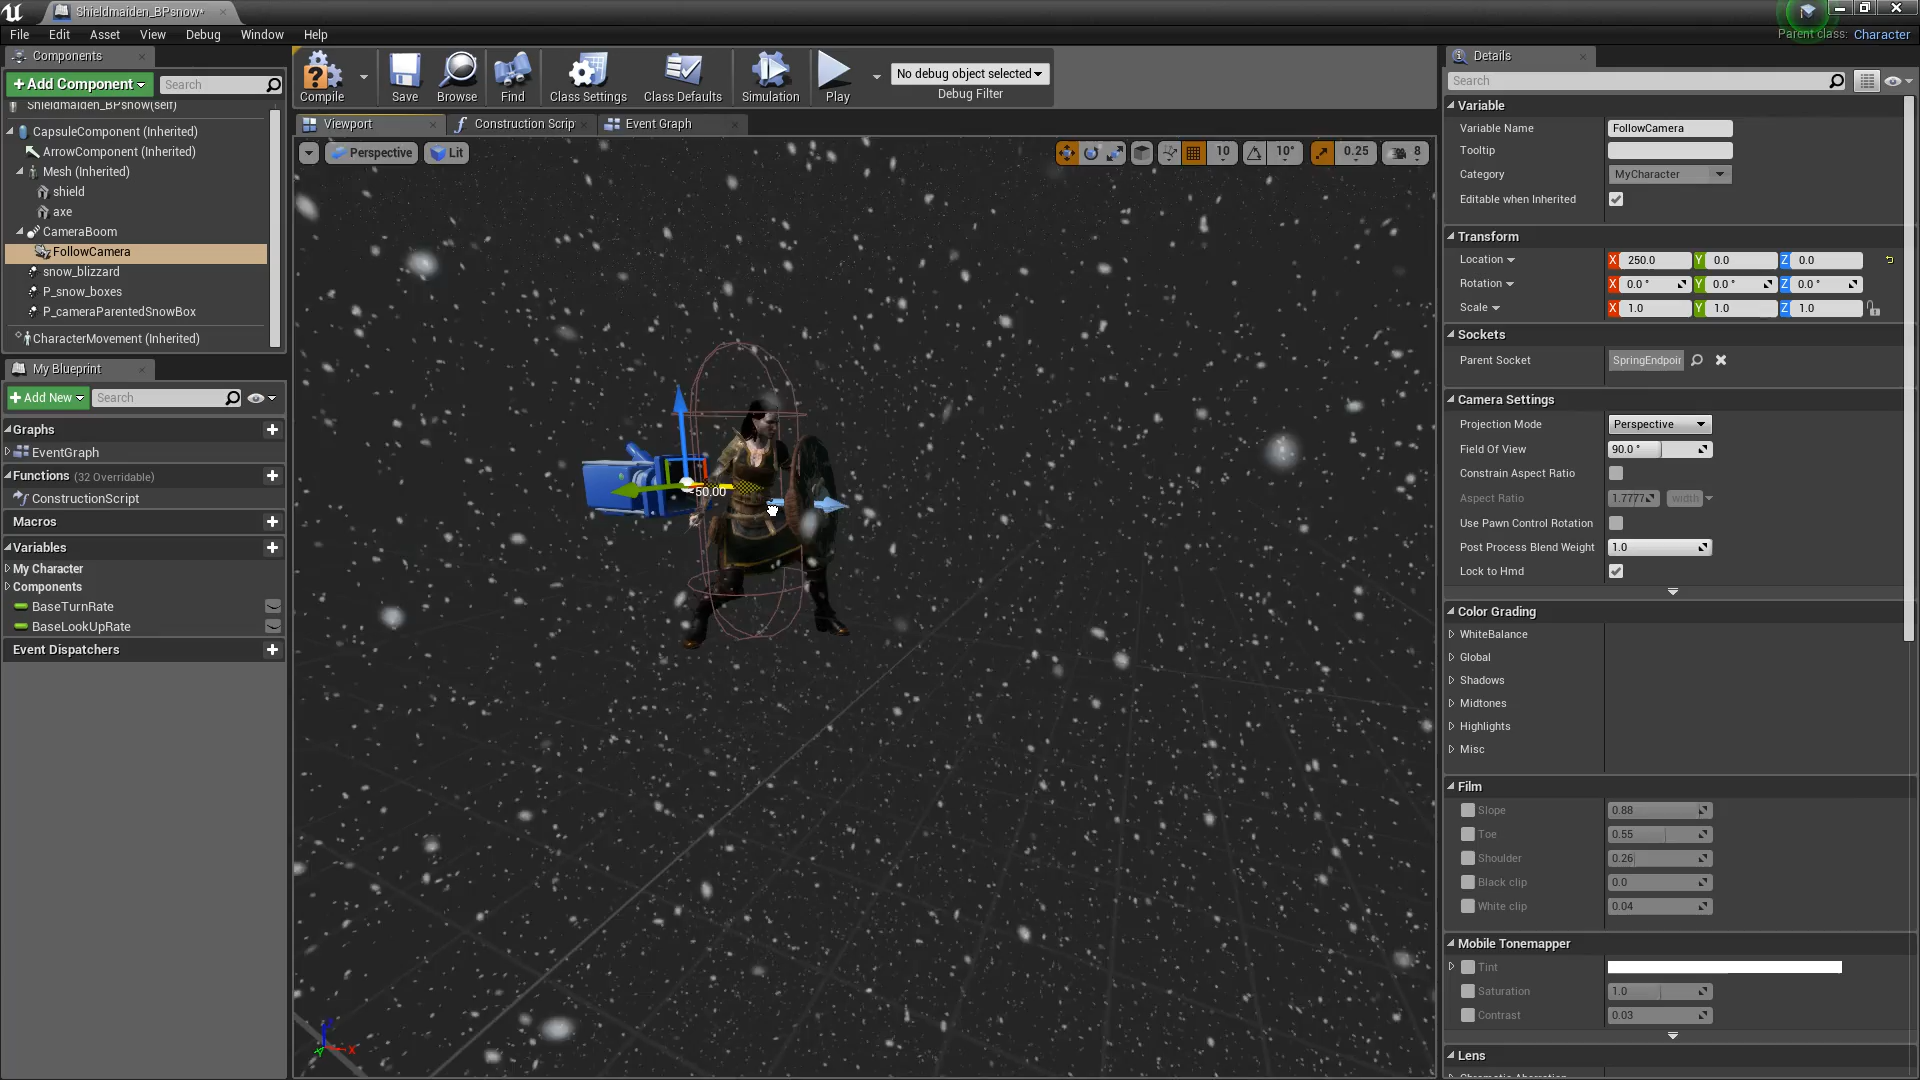 Shieldmaiden_BPsnow*
Parent class: Character
File Edit Asset View Debug Window Help
Components
+Add Component
Search
Shieldmaiden_BPsnow(self)
CapsuleComponent (Inherited)
ArrowComponent (Inherited)
Mesh (Inherited)
shield
axe
CameraBoom
FollowCamera
snow_blizzard
P_snow_boxes
P_cameraParentedSnowBox
CharacterMovement (Inherited)
My Blueprint
+Add New
Search
Graphs
EventGraph
Functions (32 Overridable)
ConstructionScript
Macros
Variables
My Character
Components
BaseTurnRate
BaseLookUpRate
Event Dispatchers
Compile
Save
Browse
Find
Class Settings
Class Defaults
Simulation
Play
No debug object selected
Debug Filter
Viewport
Construction Scrip
Event Graph
Perspective
Lit
10
10°
0.25
8
-50.00
Z
Y
X
Details
Search
Variable
Variable Name FollowCamera
Tooltip
Category MyCharacter
Editable when Inherited
Transform
Location X 250.0 Y 0.0 Z 0.0
Rotation X 0.0 ° Y 0.0 ° Z 0.0 °
Scale X 1.0 Y 1.0 Z 1.0
Sockets
Parent Socket SpringEndpoir
Camera Settings
Projection Mode Perspective
Field Of View 90.0 °
Constrain Aspect Ratio
Aspect Ratio 1.7777 width
Use Pawn Control Rotation
Post Process Blend Weight 1.0
Lock to Hmd
Color Grading
WhiteBalance
Global
Shadows
Midtones
Highlights
Misc
Film
Slope 0.88
Toe 0.55
Shoulder 0.26
Black clip 0.0
White clip 0.04
Mobile Tonemapper
Tint
Saturation 1.0
Contrast 0.03
Lens
Chromatic Aberration